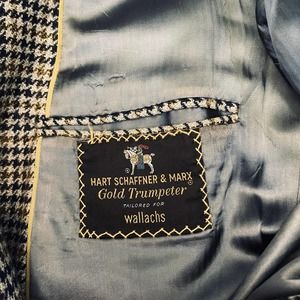 HART SCHAFFNER & MARX
Gold Trumpeter
TAILORED FOR
wallachs